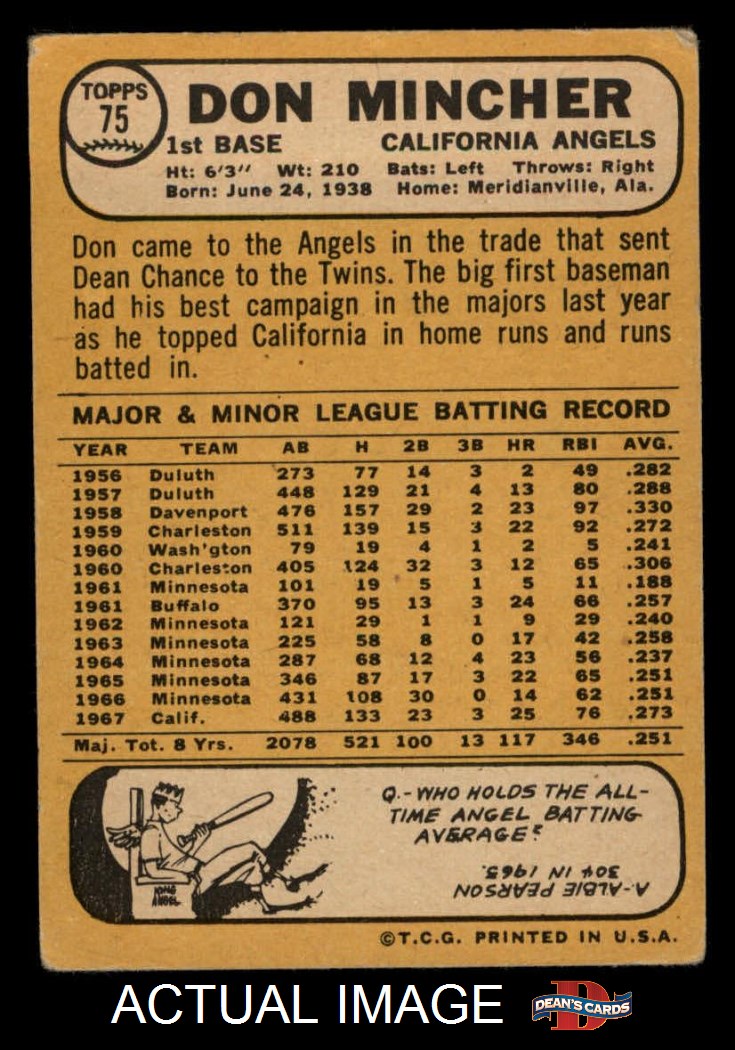 TOPPS
75
DON MINCHER
1st BASE CALIFORNIA ANGELS
Ht: 6'3" Wt: 210 Bats: Left Throws: Right
Born: June 24, 1938 Home: Meridianville, Ala.
Don came to the Angels in the trade that sent
Dean Chance to the Twins. The big first baseman
had his best campaign in the majors last year
as he topped California in home runs and runs
batted in.
MAJOR & MINOR LEAGUE BATTING RECORD
YEAR TEAM AB H 2B 3B HR RBI AVG.
1956 Duluth 273 77 14 3 2 49 .282
1957 Duluth 448 129 21 4 13 80 .288
1958 Davenport 476 157 29 2 23 97 .330
1959 Charleston 511 139 15 3 22 92 .272
1960 Wash'gton 79 19 4 1 2 5 .241
1960 Charleston 405 124 32 3 12 65 .306
1961 Minnesota 101 19 5 1 5 11 .188
1961 Buffalo 370 95 13 3 24 66 .257
1962 Minnesota 121 29 1 1 9 29 .240
1963 Minnesota 225 58 8 0 17 42 .258
1964 Minnesota 287 68 12 4 23 56 .237
1965 Minnesota 346 87 17 3 22 65 .251
1966 Minnesota 431 108 30 0 14 62 .251
1967 Calif. 488 133 23 3 25 76 .273
Maj. Tot. 8 Yrs. 2078 521 100 13 117 346 .251
KING
ANGEL
Q.-WHO HOLDS THE ALL-
TIME ANGEL BATTING
AVERAGE?
A-ALBIE PEARSON
304 IN 1965.
©T.C.G. PRINTED IN U.S.A.
ACTUAL IMAGE
D
DEAN'S CARDS